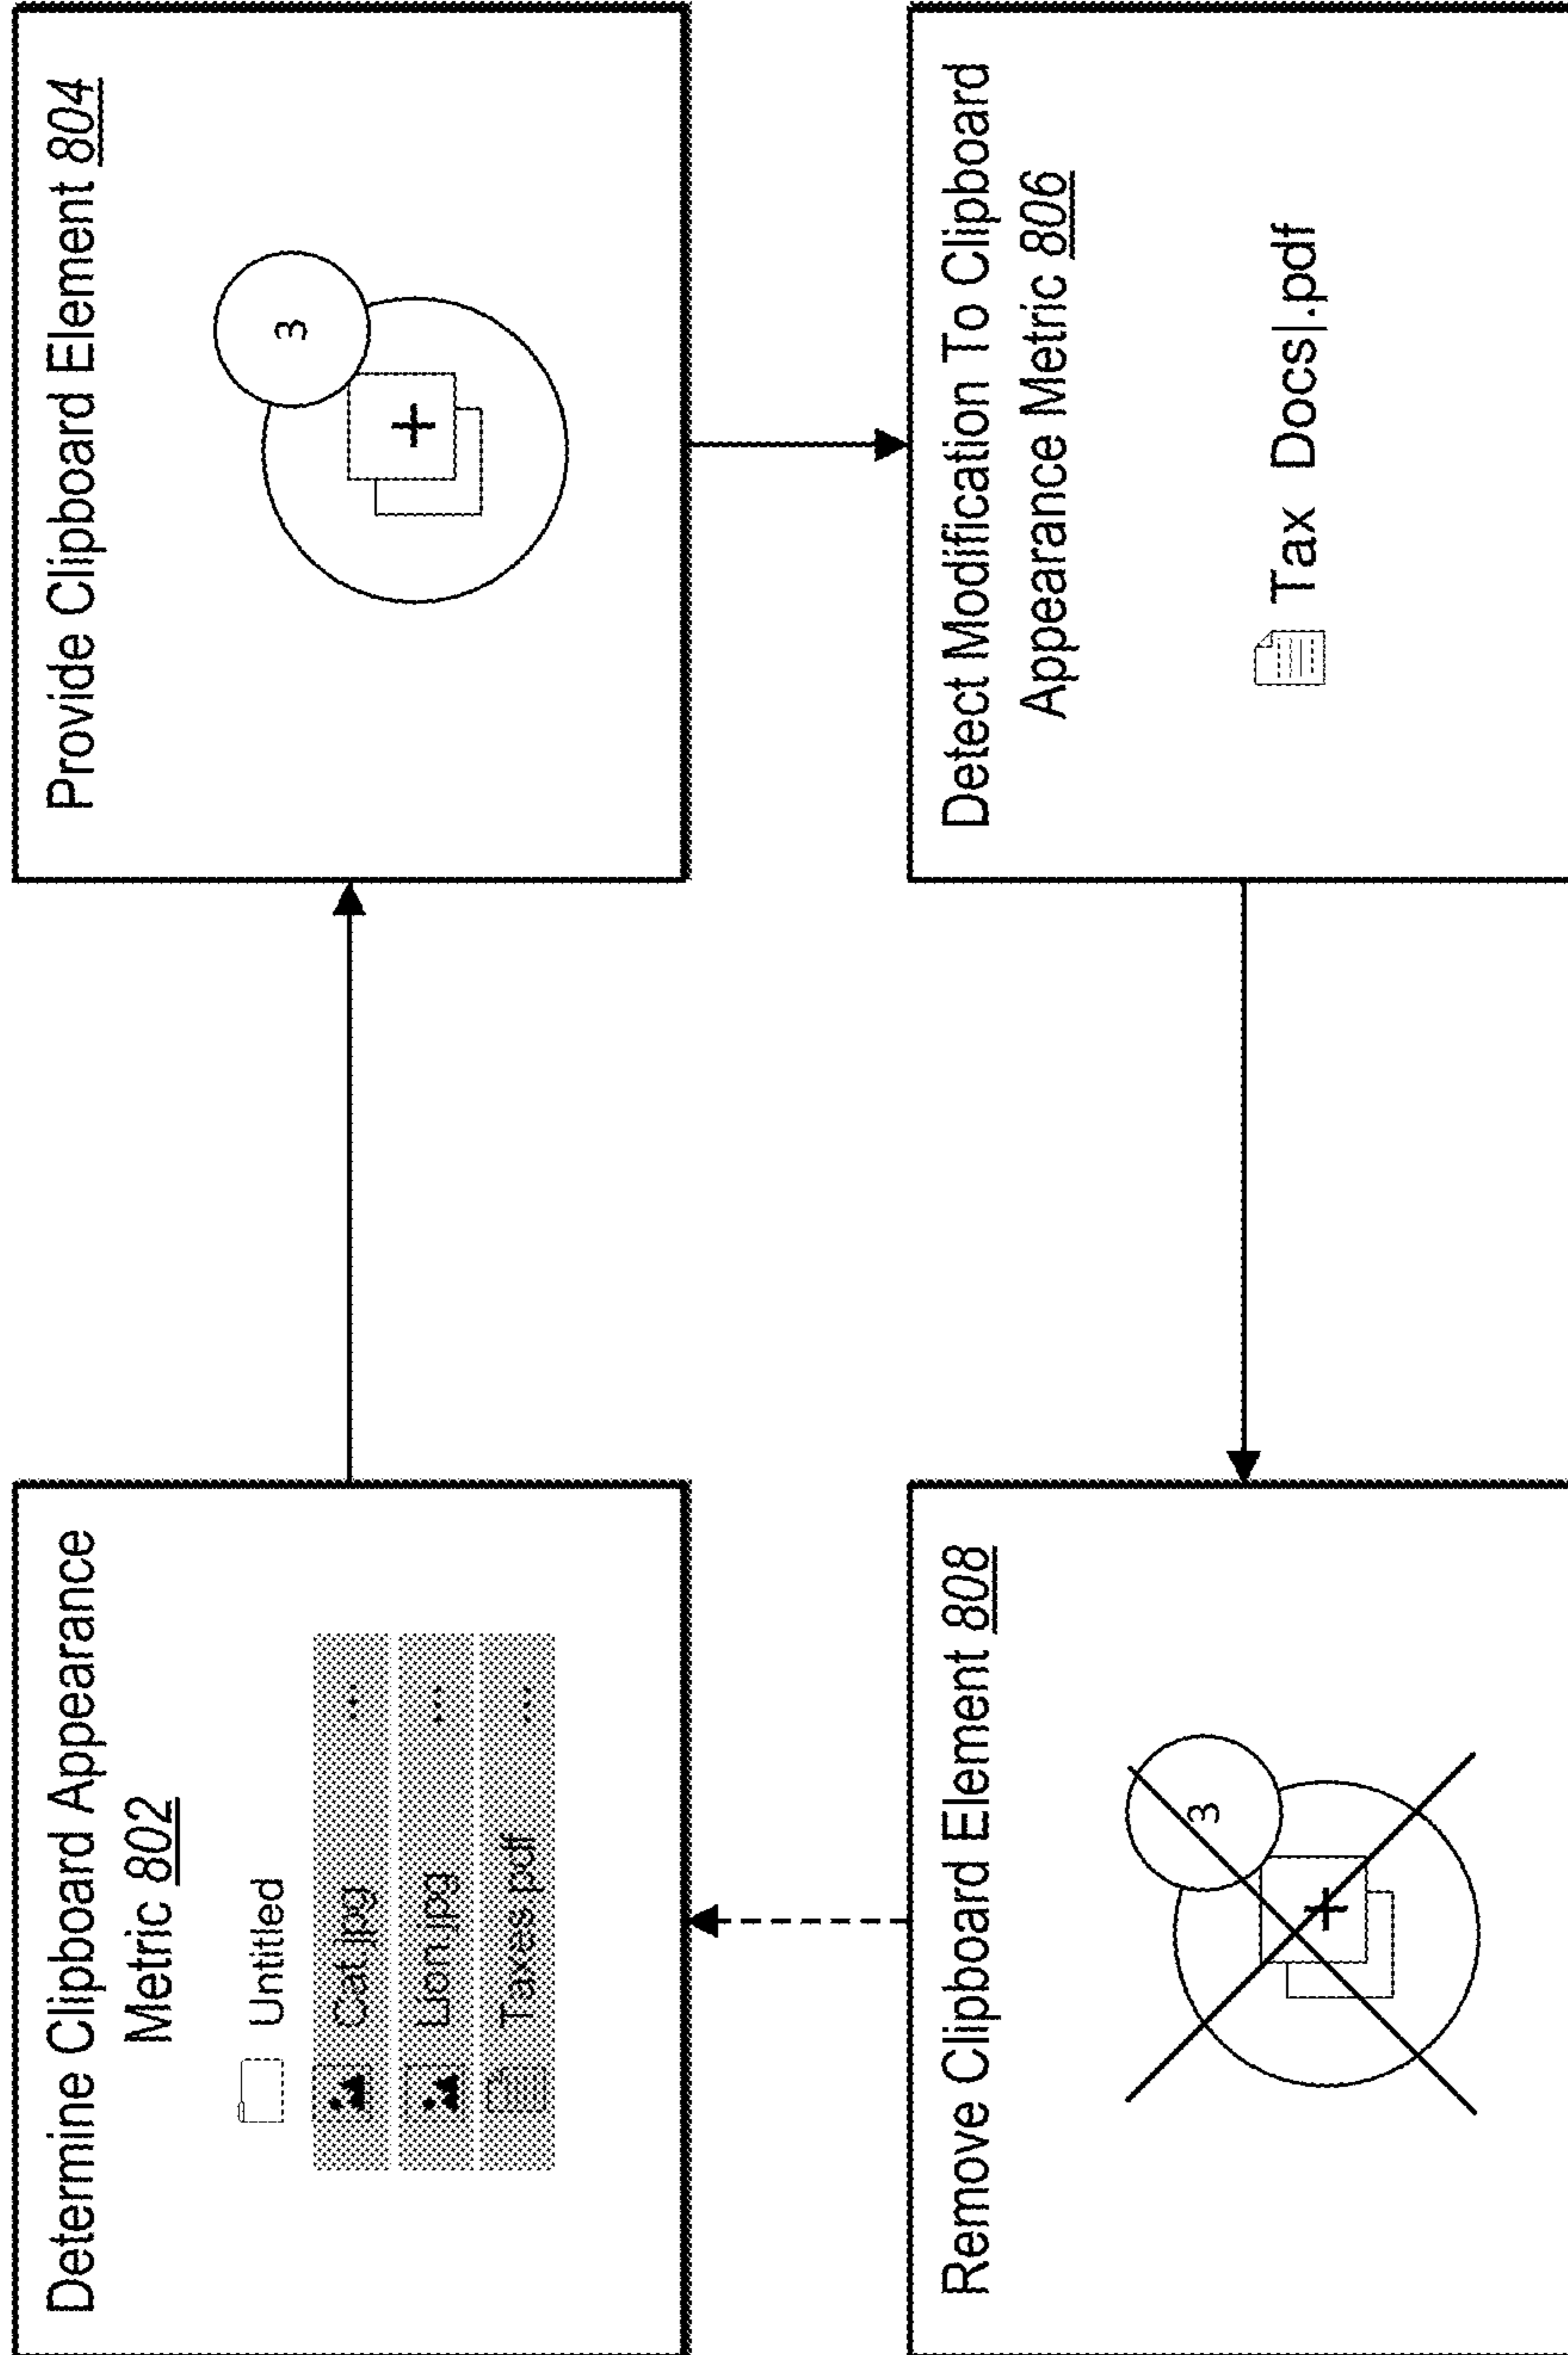 Determine Clipboard Appearance
Metric 802
Untitled
Cat.jpg ...
Lion.jpg ...
Taxes.pdf ...
Provide Clipboard Element 804
3
+
Detect Modification To Clipboard
Appearance Metric 806
Tax Docs|.pdf
Remove Clipboard Element 808
3
+